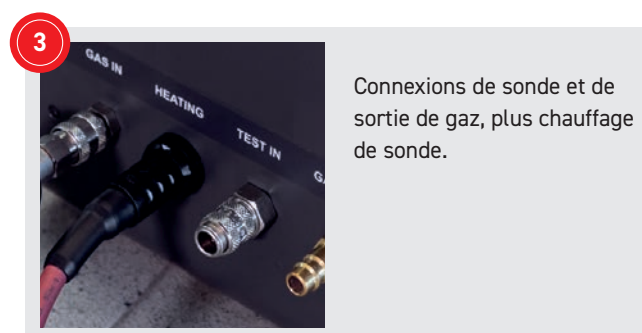 3
GAS IN
HEATING
TEST IN
Connexions de sonde et de
sortie de gaz, plus chauffage
de sonde.